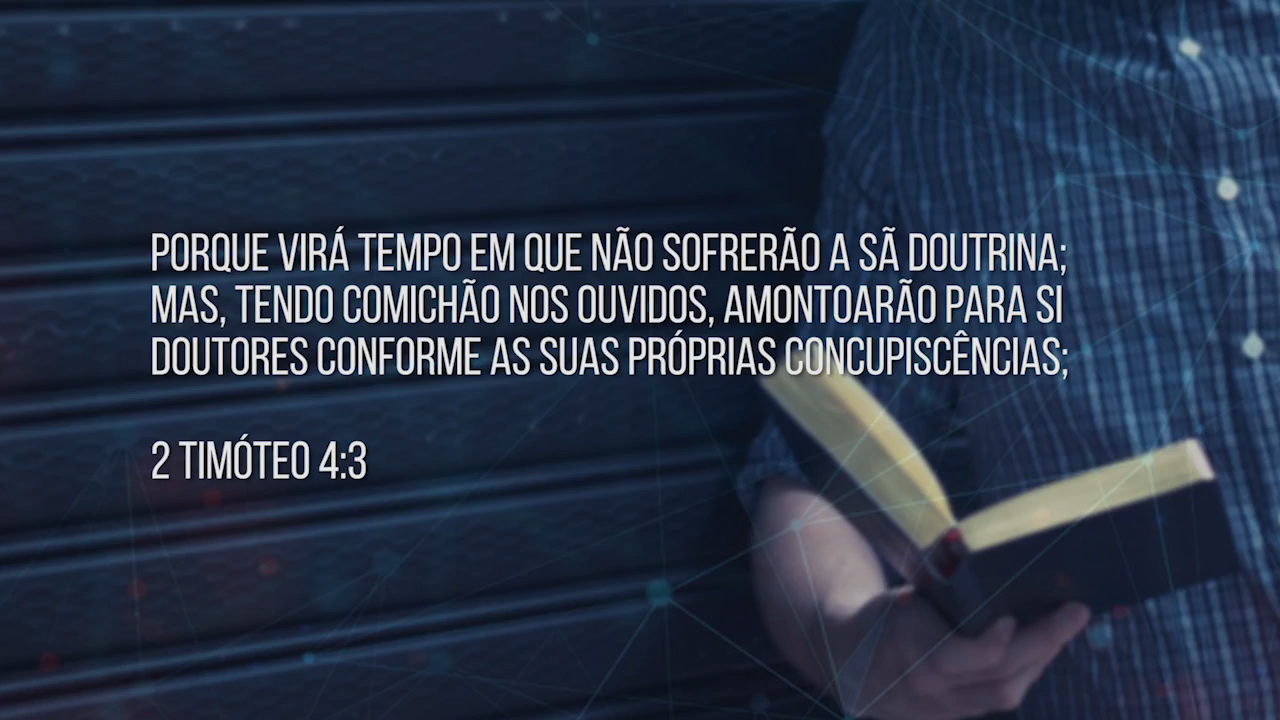 PORQUE VIRÁ TEMPO EM QUE NÃO SOFRERÃO A SÃ DOUTRINA;
MAS, TENDO COMICHÃO NOS OUVIDOS, AMONTOARÃO PARA SI
DOUTORES CONFORME AS SUAS PRÓPRIAS CONCUPISCÊNCIAS;
2 TIMÓTEO 4:3